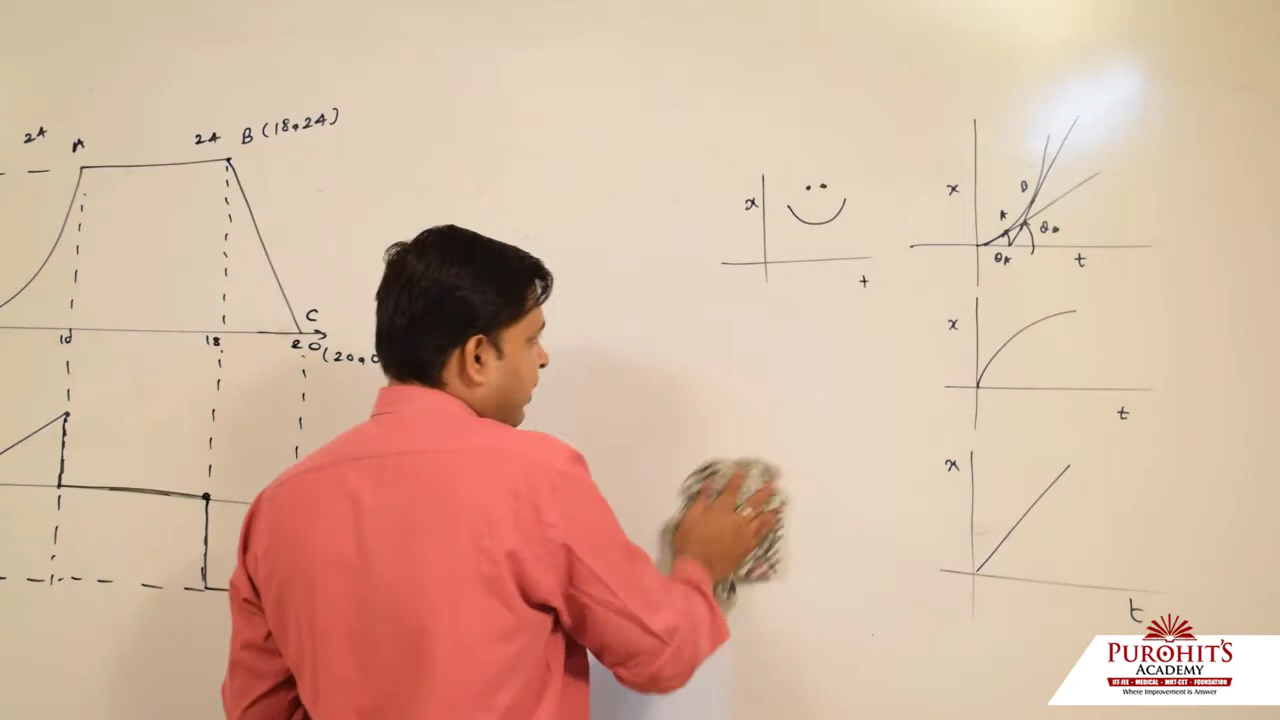 24
A
24
B (18,24)
C
10
18
20
(20,0
x
t
x
B
A
θB
θA
t
x
t
x
t
PUROHIT'S
ACADEMY
IIT-JEE - MEDICAL - MHT-CET - FOUNDATION
Where Improvement is Answer